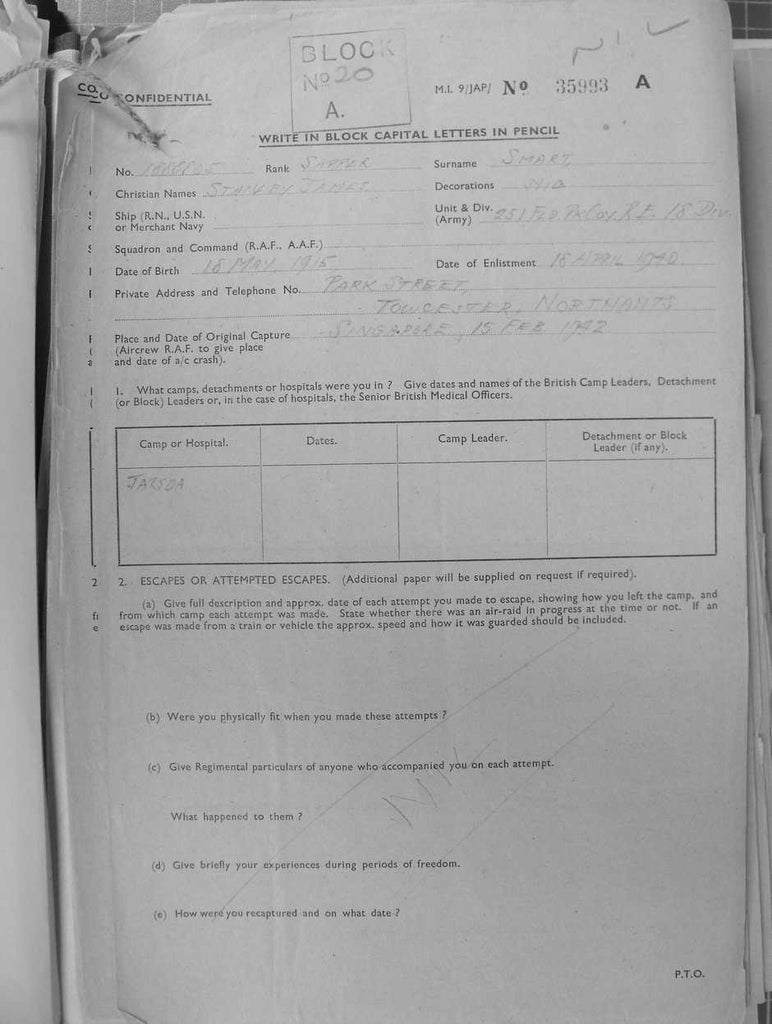 BLOCK
No 20
A.
CONFIDENTIAL
M.I. 9/JAP/ No 35993 A
WRITE IN BLOCK CAPITAL LETTERS IN PENCIL
No. Rank SAPPER Surname SMART
Christian Names STANLEY JAMES Decorations NIL
Ship (R.N., U.S.N. or Merchant Navy
Unit & Div. (Army) 251 FLD PK COY. R.E. 18 DIV.
Squadron and Command (R.A.F., A.A.F.)
Date of Birth 18 MAY 1915 Date of Enlistment 18 APRIL 1940
Private Address and Telephone No. PARK STREET,
TOWCESTER, NORTHANTS
Place and Date of Original Capture SINGAPORE, 15 FEB 1942
(Aircrew R.A.F. to give place
and date of a/c crash).
1. What camps, detachments or hospitals were you in ? Give dates and names of the British Camp Leaders, Detachment
(or Block) Leaders or, in the case of hospitals, the Senior British Medical Officers.
Camp or Hospital. Dates. Camp Leader. Detachment or Block
Leader (if any).
2 2. ESCAPES OR ATTEMPTED ESCAPES. (Additional paper will be supplied on request if required).
(a) Give full description and approx. date of each attempt you made to escape, showing how you left the camp, and
from which camp each attempt was made. State whether there was an air-raid in progress at the time or not. If an
escape was made from a train or vehicle the approx. speed and how it was guarded should be included.
(b) Were you physically fit when you made these attempts ?
(c) Give Regimental particulars of anyone who accompanied you on each attempt.
NIL
What happened to them ?
(d) Give briefly your experiences during periods of freedom.
(e) How were you recaptured and on what date ?
P.T.O.